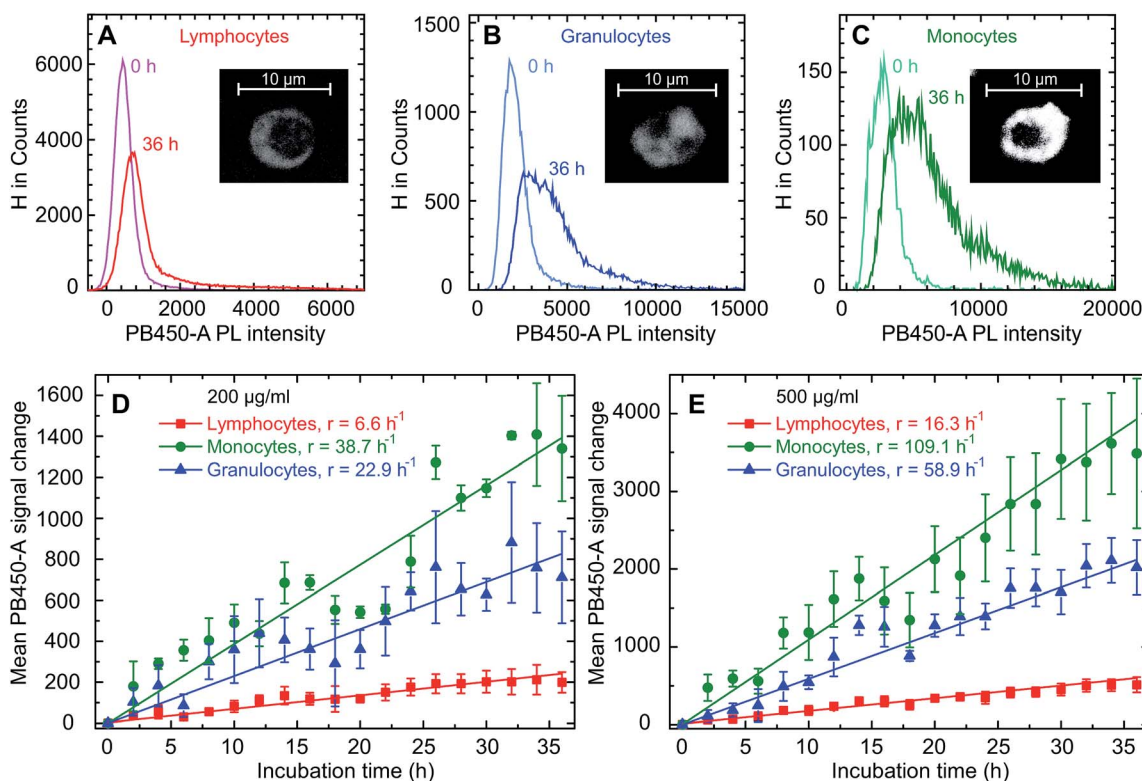 A
Lymphocytes
0 h
36 h
10 µm
H in Counts
6000
4000
2000
0
0
2000
4000
6000
PB450-A PL intensity
B
Granulocytes
0 h
36 h
10 µm
H in Counts
1500
1000
500
0
0
5000
10000
15000
PB450-A PL intensity
C
Monocytes
0 h
36 h
10 µm
H in Counts
150
100
50
0
0
10000
20000
PB450-A PL intensity
D
200 µg/ml
Lymphocytes, r = 6.6 h⁻¹
Monocytes, r = 38.7 h⁻¹
Granulocytes, r = 22.9 h⁻¹
Mean PB450-A signal change
1600
1400
1200
1000
800
600
400
200
0
0
5
10
15
20
25
30
35
Incubation time (h)
E
500 µg/ml
Lymphocytes, r = 16.3 h⁻¹
Monocytes, r = 109.1 h⁻¹
Granulocytes, r = 58.9 h⁻¹
Mean PB450-A signal change
4000
3000
2000
1000
0
0
5
10
15
20
25
30
35
Incubation time (h)